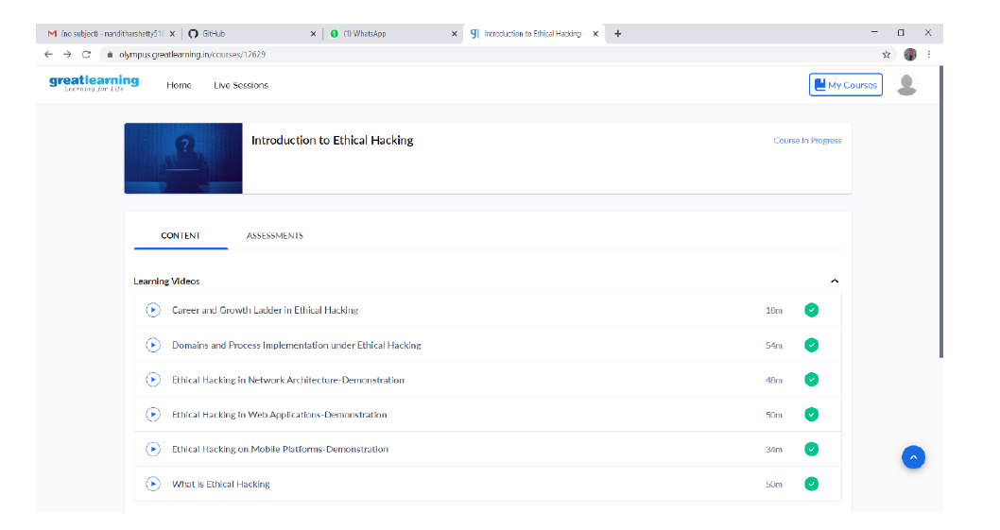 (no subject) - nanditharshetty516 GitHub (1) WhatsApp Introduction to Ethical Hacking -
olympus.greatlearning.in/courses/12629
greatlearning
Learning for Life
Home Live Sessions My Courses
Introduction to Ethical Hacking Course In Progress
CONTENT ASSESSMENTS
Learning Videos
Career and Growth Ladder in Ethical Hacking 18m
Domains and Process Implementation under Ethical Hacking 54m
Ethical Hacking in Network Architecture-Demonstration 48m
Ethical Hacking in Web Applications-Demonstration 50m
Ethical Hacking on Mobile Platforms-Demonstration 34m
What is Ethical Hacking 50m